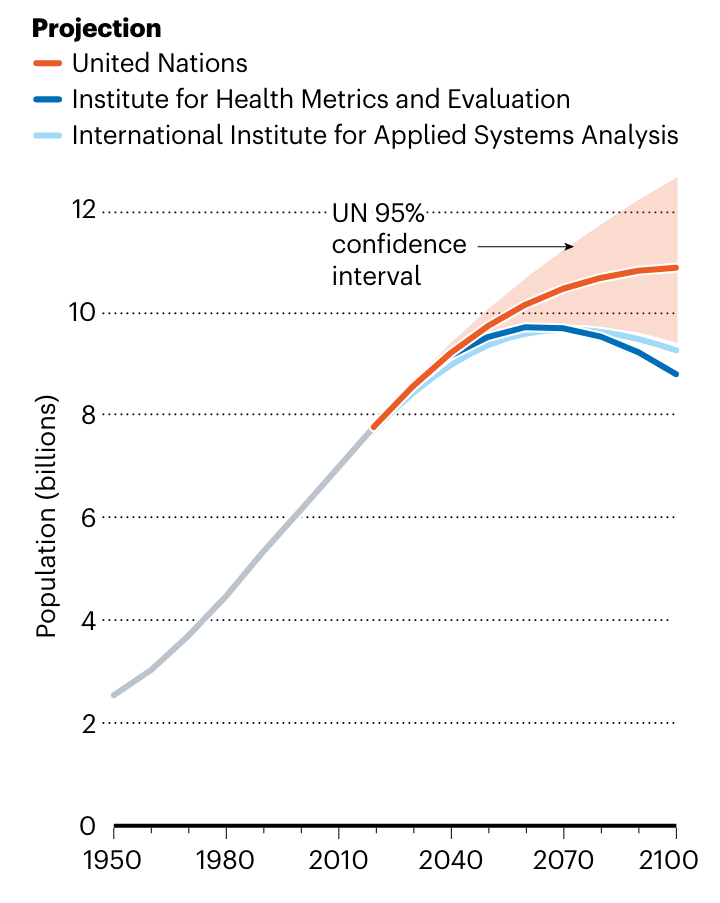 Projection
United Nations
Institute for Health Metrics and Evaluation
International Institute for Applied Systems Analysis
12
UN 95%
confidence
interval
10
8
6
4
2
0
Population (billions)
1950 1980 2010 2040 2070 2100